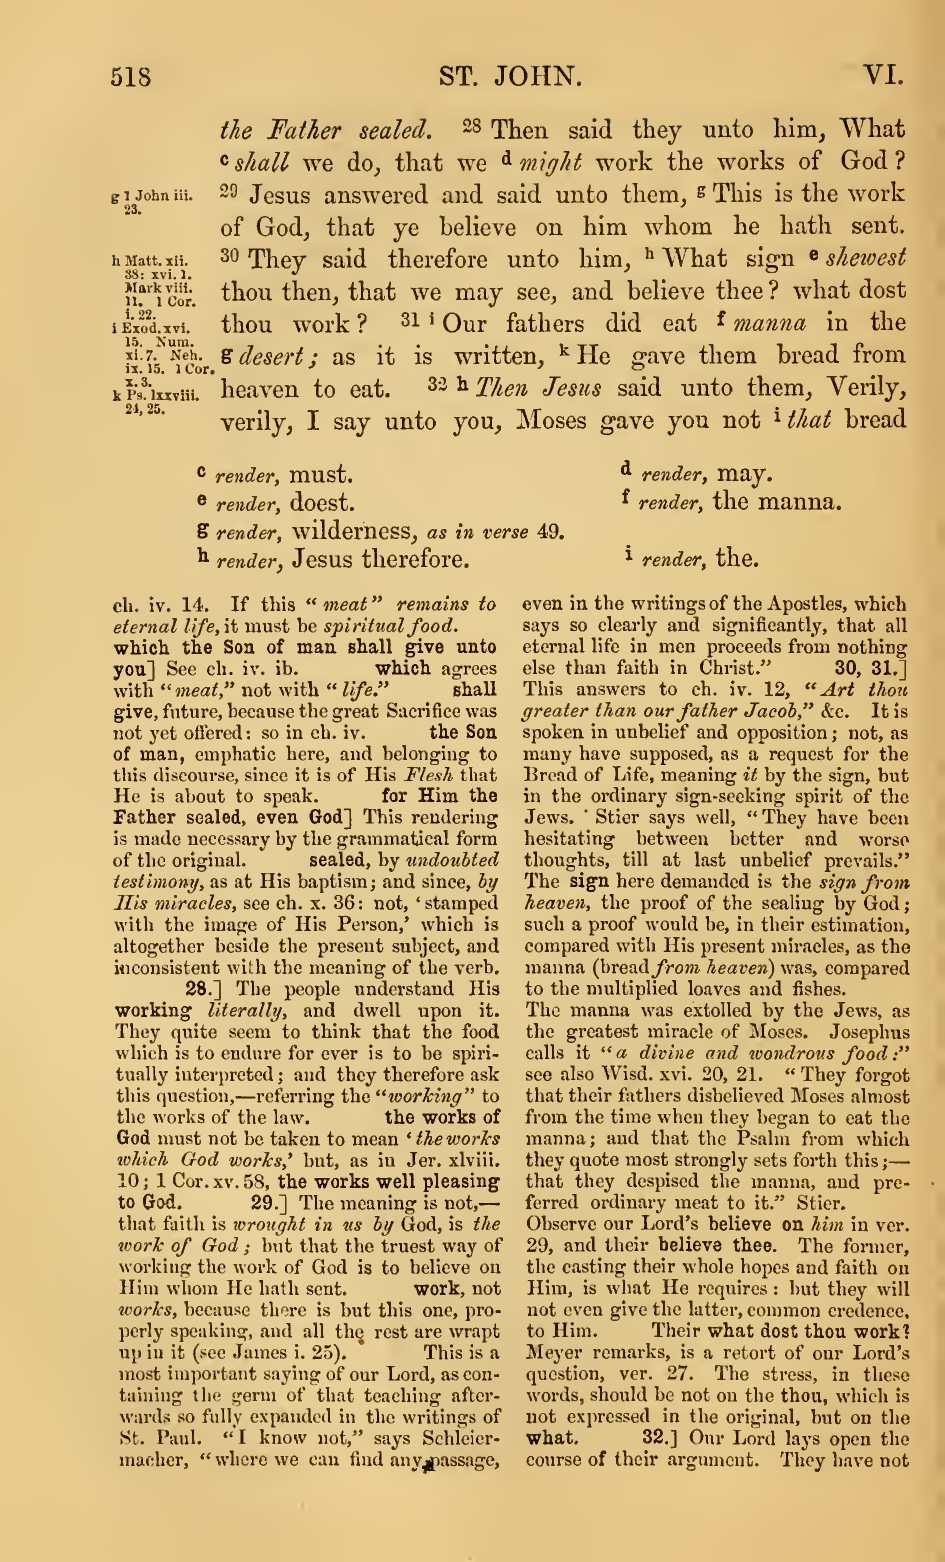 518 ST. JOHN. VI.
the Father sealed. 28 Then said they unto him, What
c shall we do, that we d might work the works of God ?
29 Jesus answered and said unto them, g This is the work
of God, that ye believe on him whom he hath sent.
30 They said therefore unto him, h What sign e shewest
thou then, that we may see, and believe thee ? what dost
thou work ? 31 i Our fathers did eat f manna in the
g desert ; as it is written, k He gave them bread from
heaven to eat. 32 h Then Jesus said unto them, Verily,
verily, I say unto you, Moses gave you not i that bread
g 1 John iii.
23.
h Matt. xii.
38: xvi. 1.
Mark viii.
11. 1 Cor.
i. 22.
i Exod. xvi.
15. Num.
xi. 7. Neh.
ix. 15. 1 Cor.
x. 3.
k Ps. lxxviii.
24, 25.
c render, must.
d render, may.
e render, doest.
f render, the manna.
g render, wilderness, as in verse 49.
h render, Jesus therefore.
i render, the.
ch. iv. 14. If this “ meat” remains to
eternal life, it must be spiritual food.
which the Son of man shall give unto
you] See ch. iv. ib. which agrees
with “ meat,” not with “ life.” shall
give, future, because the great Sacrifice was
not yet offered : so in ch. iv. the Son
of man, emphatic here, and belonging to
this discourse, since it is of His Flesh that
He is about to speak. for Him the
Father sealed, even God] This rendering
is made necessary by the grammatical form
of the original. sealed, by undoubted
testimony, as at His baptism ; and since, by
His miracles, see ch. x. 36 : not, ‘ stamped
with the image of His Person,’ which is
altogether beside the present subject, and
inconsistent with the meaning of the verb.
28.] The people understand His
working literally, and dwell upon it.
They quite seem to think that the food
which is to endure for ever is to be spiri-
tually interpreted ; and they therefore ask
this question,—referring the “working” to
the works of the law. the works of
God must not be taken to mean ‘ the works
which God works,’ but, as in Jer. xlviii.
10 ; 1 Cor. xv. 58, the works well pleasing
to God. 29.] The meaning is not,—
that faith is wrought in us by God, is the
work of God ; but that the truest way of
working the work of God is to believe on
Him whom He hath sent. work, not
works, because there is but this one, pro-
perly speaking, and all the rest are wrapt
up in it (see James i. 25). This is a
most important saying of our Lord, as con-
taining the germ of that teaching after-
wards so fully expanded in the writings of
St. Paul. “I know not,” says Schleier-
macher, “ where we can find any passage,
even in the writings of the Apostles, which
says so clearly and significantly, that all
eternal life in men proceeds from nothing
else than faith in Christ.” 30, 31.]
This answers to ch. iv. 12, “Art thou
greater than our father Jacob,” &c. It is
spoken in unbelief and opposition ; not, as
many have supposed, as a request for the
Bread of Life, meaning it by the sign, but
in the ordinary sign-seeking spirit of the
Jews. Stier says well, “ They have been
hesitating between better and worse
thoughts, till at last unbelief prevails.”
The sign here demanded is the sign from
heaven, the proof of the sealing by God ;
such a proof would be, in their estimation,
compared with His present miracles, as the
manna (bread from heaven) was, compared
to the multiplied loaves and fishes.
The manna was extolled by the Jews, as
the greatest miracle of Moses. Josephus
calls it “a divine and wondrous food :”
see also Wisd. xvi. 20, 21. “ They forgot
that their fathers disbelieved Moses almost
from the time when they began to eat the
manna ; and that the Psalm from which
they quote most strongly sets forth this ;—
that they despised the manna, and pre-
ferred ordinary meat to it.” Stier.
Observe our Lord’s believe on him in ver.
29, and their believe thee. The former,
the casting their whole hopes and faith on
Him, is what He requires : but they will
not even give the latter, common credence,
to Him. Their what dost thou work?
Meyer remarks, is a retort of our Lord’s
question, ver. 27. The stress, in these
words, should be not on the thou, which is
not expressed in the original, but on the
what. 32.] Our Lord lays open the
course of their argument. They have not